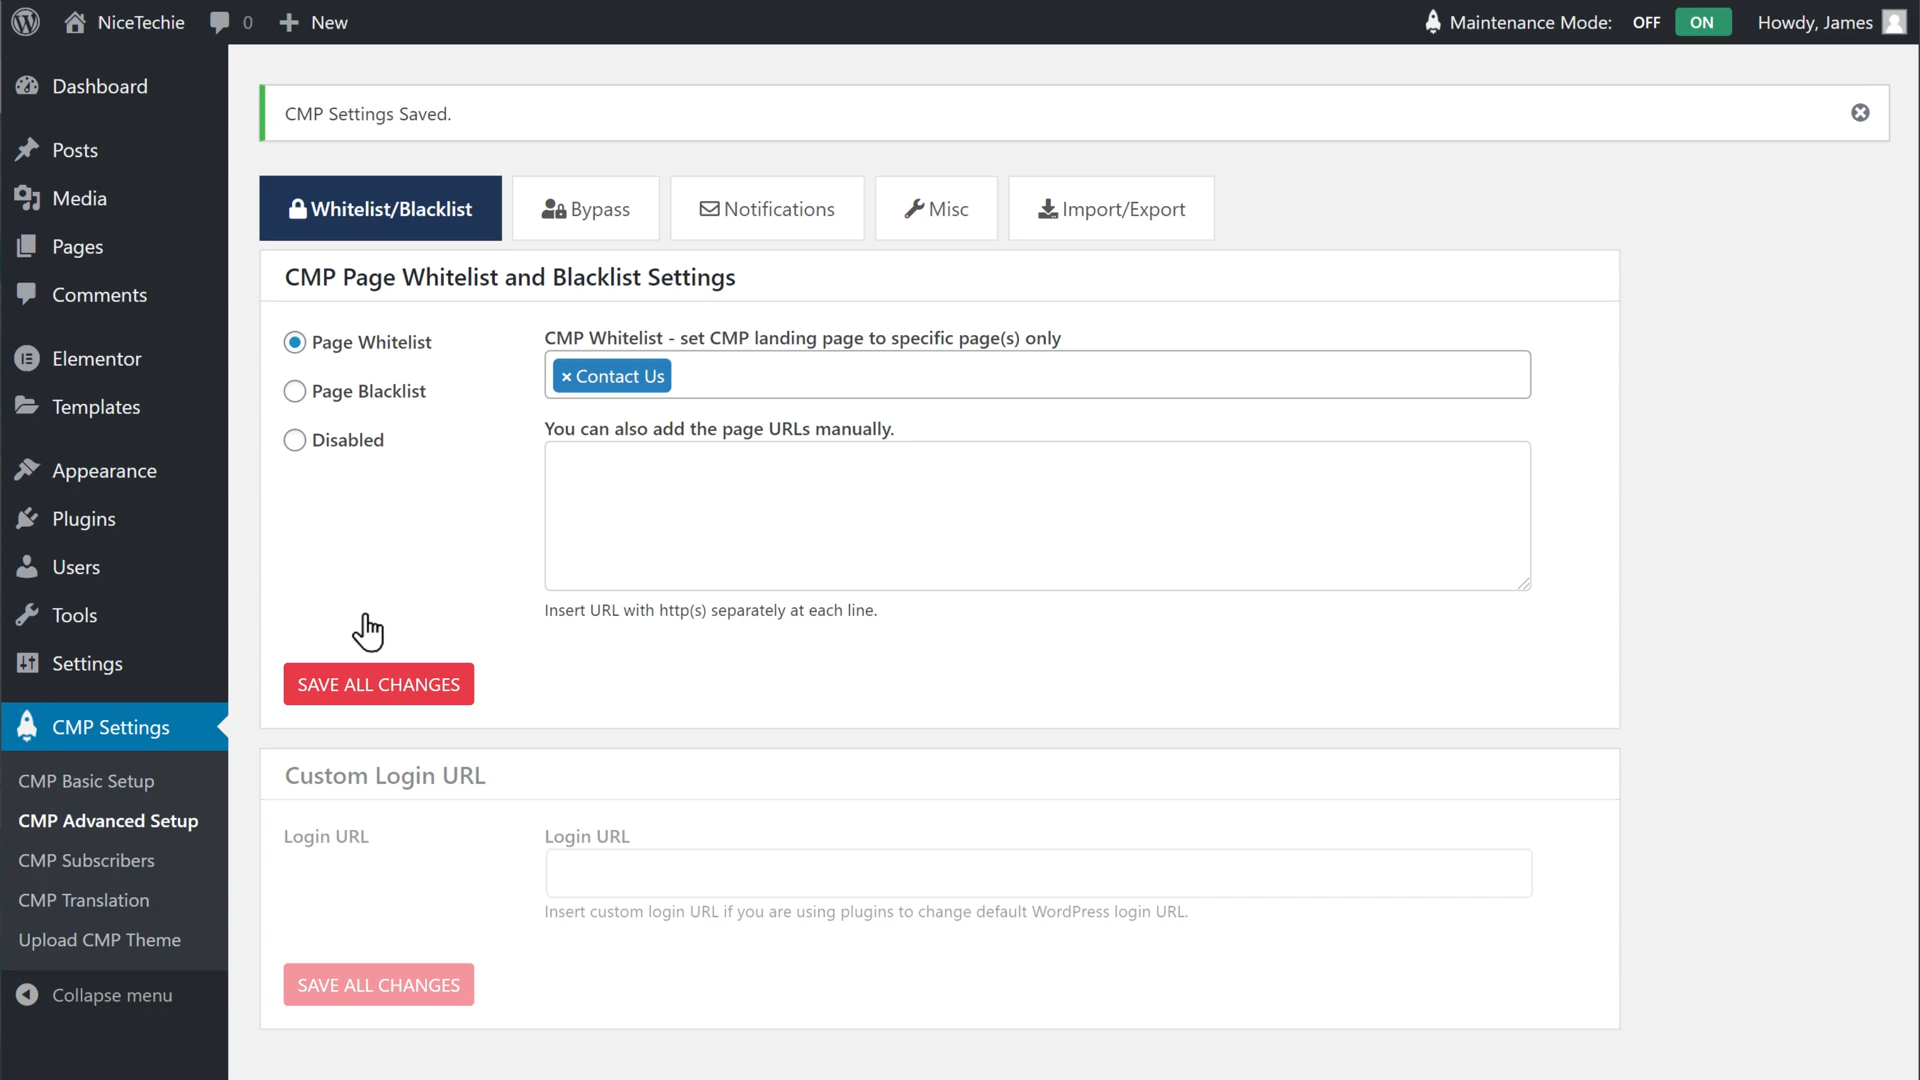 NiceTechie
0
New
Maintenance Mode: OFF ON
Howdy, James
Dashboard
Posts
Media
Pages
Comments
Elementor
Templates
Appearance
Plugins
Users
Tools
Settings
CMP Settings
CMP Basic Setup
CMP Advanced Setup
CMP Subscribers
CMP Translation
Upload CMP Theme
Collapse menu
CMP Settings Saved.
Whitelist/Blacklist
Bypass
Notifications
Misc
Import/Export
CMP Page Whitelist and Blacklist Settings
Page Whitelist
Page Blacklist
Disabled
CMP Whitelist - set CMP landing page to specific page(s) only
× Contact Us
You can also add the page URLs manually.
Insert URL with http(s) separately at each line.
SAVE ALL CHANGES
Custom Login URL
Login URL
Login URL
Insert custom login URL if you are using plugins to change default WordPress login URL.
SAVE ALL CHANGES